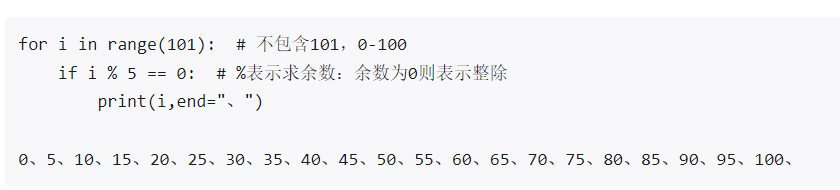 for i in range(101):  # 不包含101，0-100
    if i % 5 == 0:  # %表示求余数：余数为0则表示整除
        print(i,end="、")
0、5、10、15、20、25、30、35、40、45、50、55、60、65、70、75、80、85、90、95、100、